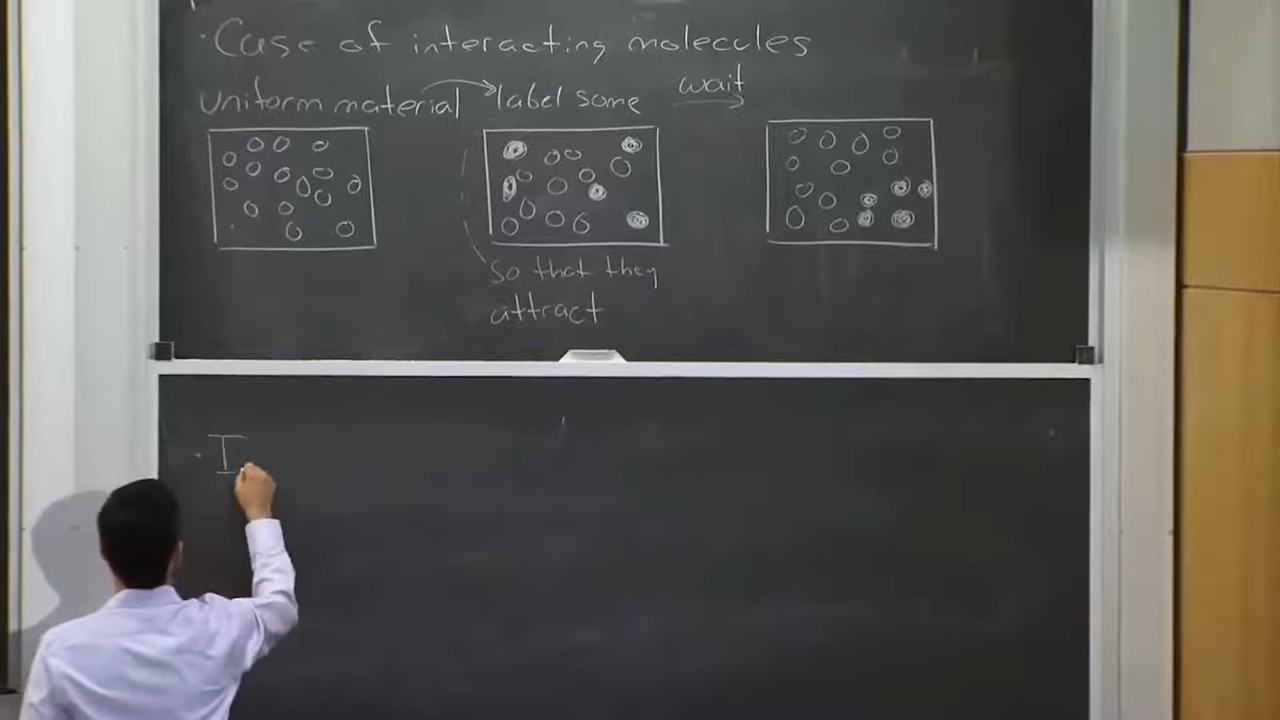 · Case of interacting molecules
uniform material → label some wait →
so that they
attract
· I